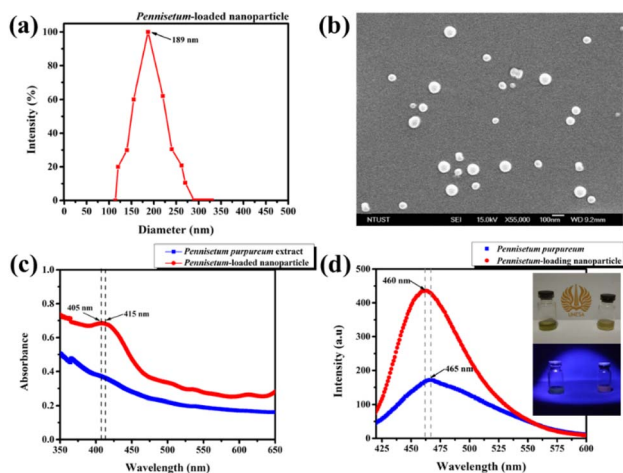 (a)
Pennisetum-loaded nanoparticle
189 nm
Intensity (%)
100
80
60
40
20
0
0 50 100 150 200 250 300 350 400 450 500
Diameter (nm)
(b)
NTUST SEI 15.0kV X55,000 100nm WD 9.2mm
(c)
Pennisetum purpureum extract
Pennisetum-loaded nanoparticle
405 nm
415 nm
Absorbance
1.0
0.8
0.6
0.4
0.2
0.0
350 400 450 500 550 600 650
Wavelength (nm)
(d)
Pennisetum purpureum
Pennisetum-loading nanoparticle
460 nm
465 nm
Intensity (a.u)
500
400
300
200
100
0
425 450 475 500 525 550 575 600
Wavelength (nm)